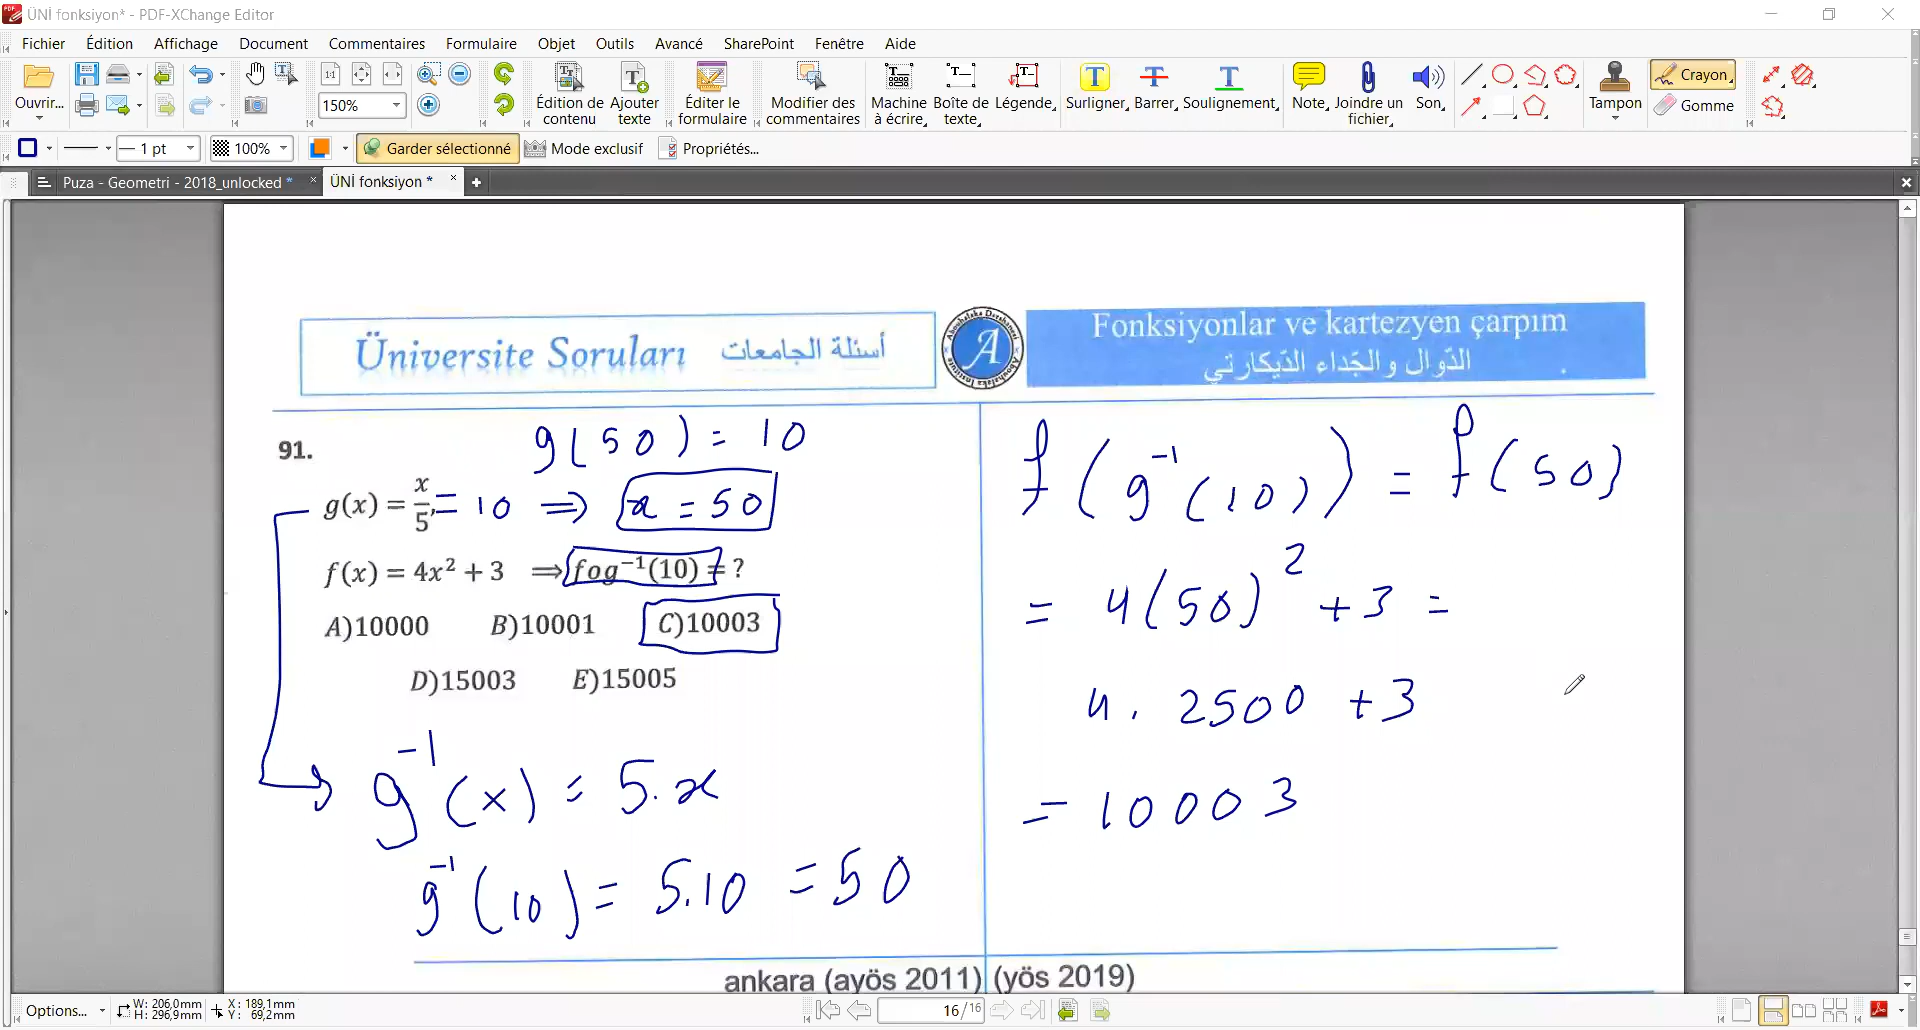 ÜNİ fonksiyon* - PDF-XChange Editor
Fichier Édition Affichage Document Commentaires Formulaire Objet Outils Avancé SharePoint Fenêtre Aide
Ouvrir...
150%
Édition de contenu
Ajouter texte
Éditer le formulaire
Modifier des commentaires
Machine à écrire
Boîte de texte
Légende
Surligner
Barrer
Soulignement
Note
Joindre un fichier
Son
Tampon
Crayon
Gomme
1 pt 100% Garder sélectionné Mode exclusif Propriétés...
Puza - Geometri - 2018_unlocked * ÜNİ fonksiyon *
Üniversite Soruları أسئلة الجامعات
A
Fonksiyonlar ve kartezyen çarpım
الدّوال والجّداء الدّيكارتي
91.
g(50) = 10
g(x) = x/5, = 10 ⇒ x = 50
f(x) = 4x² + 3 ⟹ fog⁻¹(10) = ?
A)10000 B)10001 C)10003
D)15003 E)15005
g⁻¹(x) = 5.x
g⁻¹(10) = 5.10 = 50
f(g⁻¹(10)) = f(50)
= 4(50)² + 3 =
4. 2500 + 3
= 10003
ankara (ayös 2011) (yös 2019)
Options...
W: 206,0mm
H: 296,9mm
X: 189,1mm
Y: 69,2mm
16/16